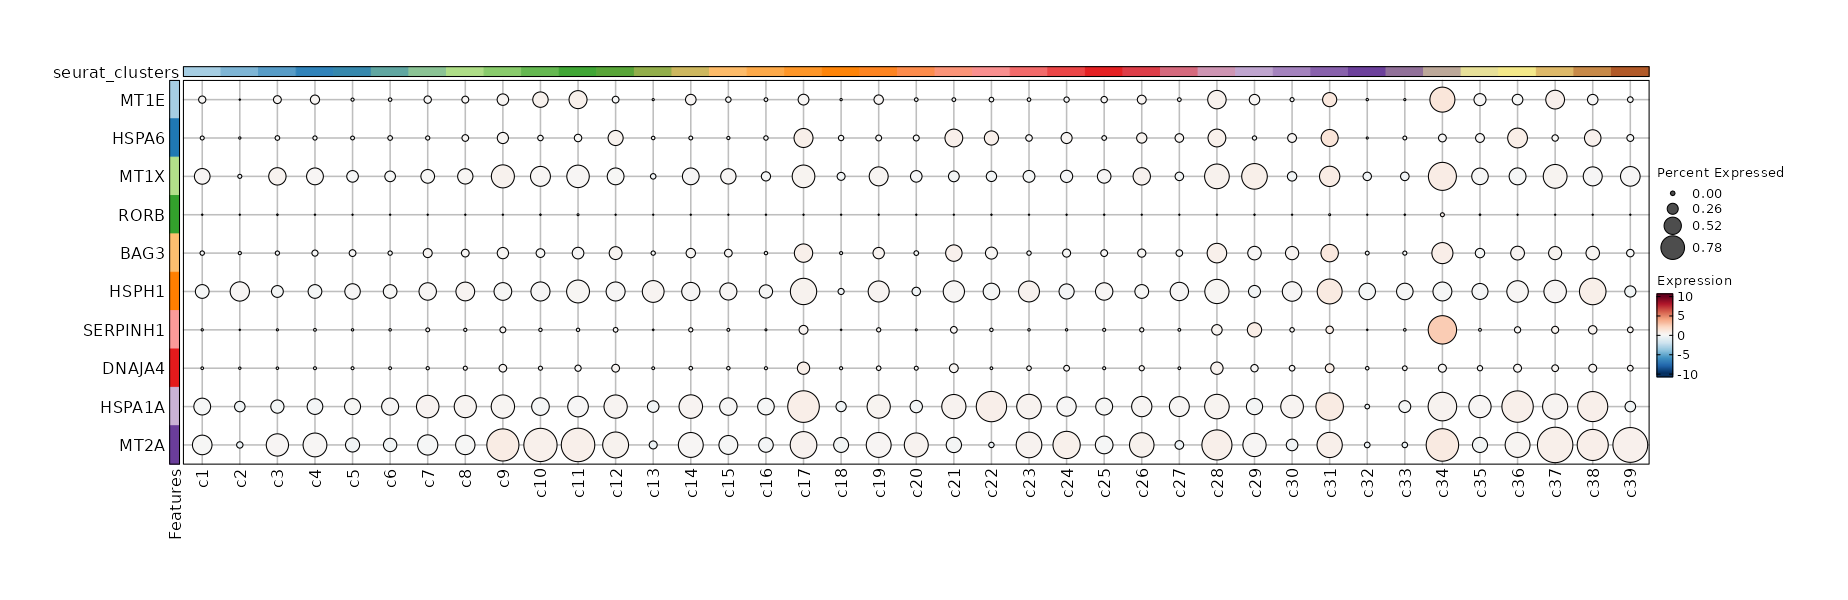 seurat_clusters
MT1E
HSPA6
MT1X
RORB
BAG3
HSPH1
SERPINH1
DNAJA4
HSPA1A
MT2A
Features
c1 c2 c3 c4 c5 c6 c7 c8 c9 c10 c11 c12 c13 c14 c15 c16 c17 c18 c19 c20 c21 c22 c23 c24 c25 c26 c27 c28 c29 c30 c31 c32 c33 c34 c35 c36 c37 c38 c39
Percent Expressed
0.00
0.26
0.52
0.78
Expression
10
5
0
-5
-10